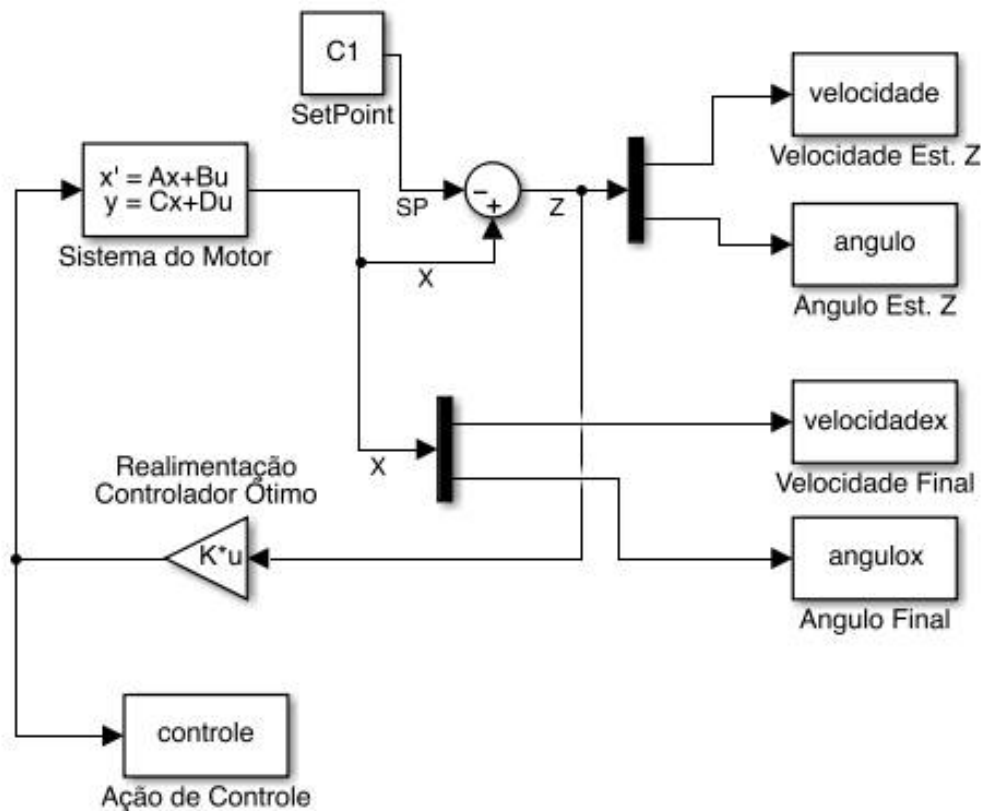 C1
SetPoint
velocidade
Velocidade Est. Z
x' = Ax+Bu
y = Cx+Du
Sistema do Motor
SP
Z
X
angulo
Angulo Est. Z
velocidadex
Velocidade Final
X
Realimentação
Controlador Ótimo
K*u
angulox
Angulo Final
controle
Ação de Controle